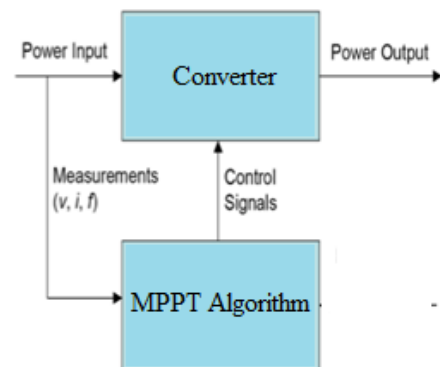 Power Input
Converter
Power Output
Measurements
(v, i, f)
Control
Signals
MPPT Algorithm